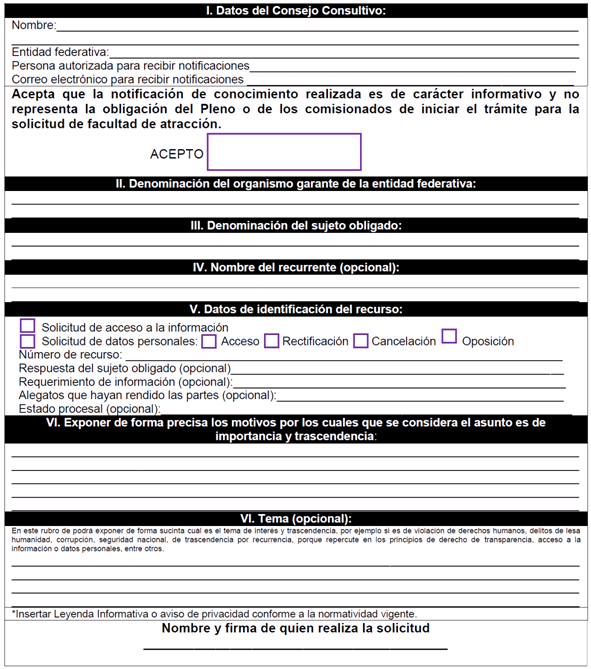 I. Datos del Consejo Consultivo:
Nombre:
Entidad federativa:
Persona autorizada para recibir notificaciones
Correo electrónico para recibir notificaciones
Acepta que la notificación de conocimiento realizada es de carácter informativo y no
representa la obligación del Pleno o de los comisionados de iniciar el trámite para la
solicitud de facultad de atracción.
ACEPTO
II. Denominación del organismo garante de la entidad federativa:
III. Denominación del sujeto obligado:
IV. Nombre del recurrente (opcional):
V. Datos de identificación del recurso:
Solicitud de acceso a la información
Solicitud de datos personales: Acceso Rectificación Cancelación Oposición
Número de recurso:
Respuesta del sujeto obligado (opcional)
Requerimiento de información (opcional):
Alegatos que hayan rendido las partes (opcional):
Estado procesal (opcional):
VI. Exponer de forma precisa los motivos por los cuales que se considera el asunto es de
importancia y trascendencia:
VI. Tema (opcional):
En este rubro de podrá exponer de forma sucinta cuál es el tema de interés y trascendencia, por ejemplo si es de violación de derechos humanos, delitos de lesa
humanidad, corrupción, seguridad nacional, de trascendencia por recurrencia, porque repercute en los principios de derecho de transparencia, acceso a la
información o datos personales, entre otros.
*Insertar Leyenda Informativa o aviso de privacidad conforme a la normatividad vigente.
Nombre y firma de quien realiza la solicitud